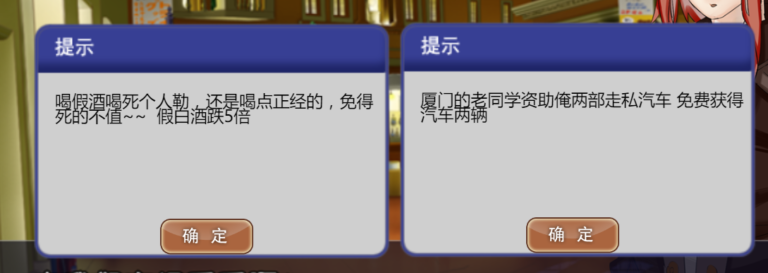 提示
喝假酒喝死个人勒，还是喝点正经的，免得
死的不值~~ 假白酒跌5倍
确 定
提示
厦门的老同学资助俺两部走私汽车 免费获得
汽车两辆
确 定